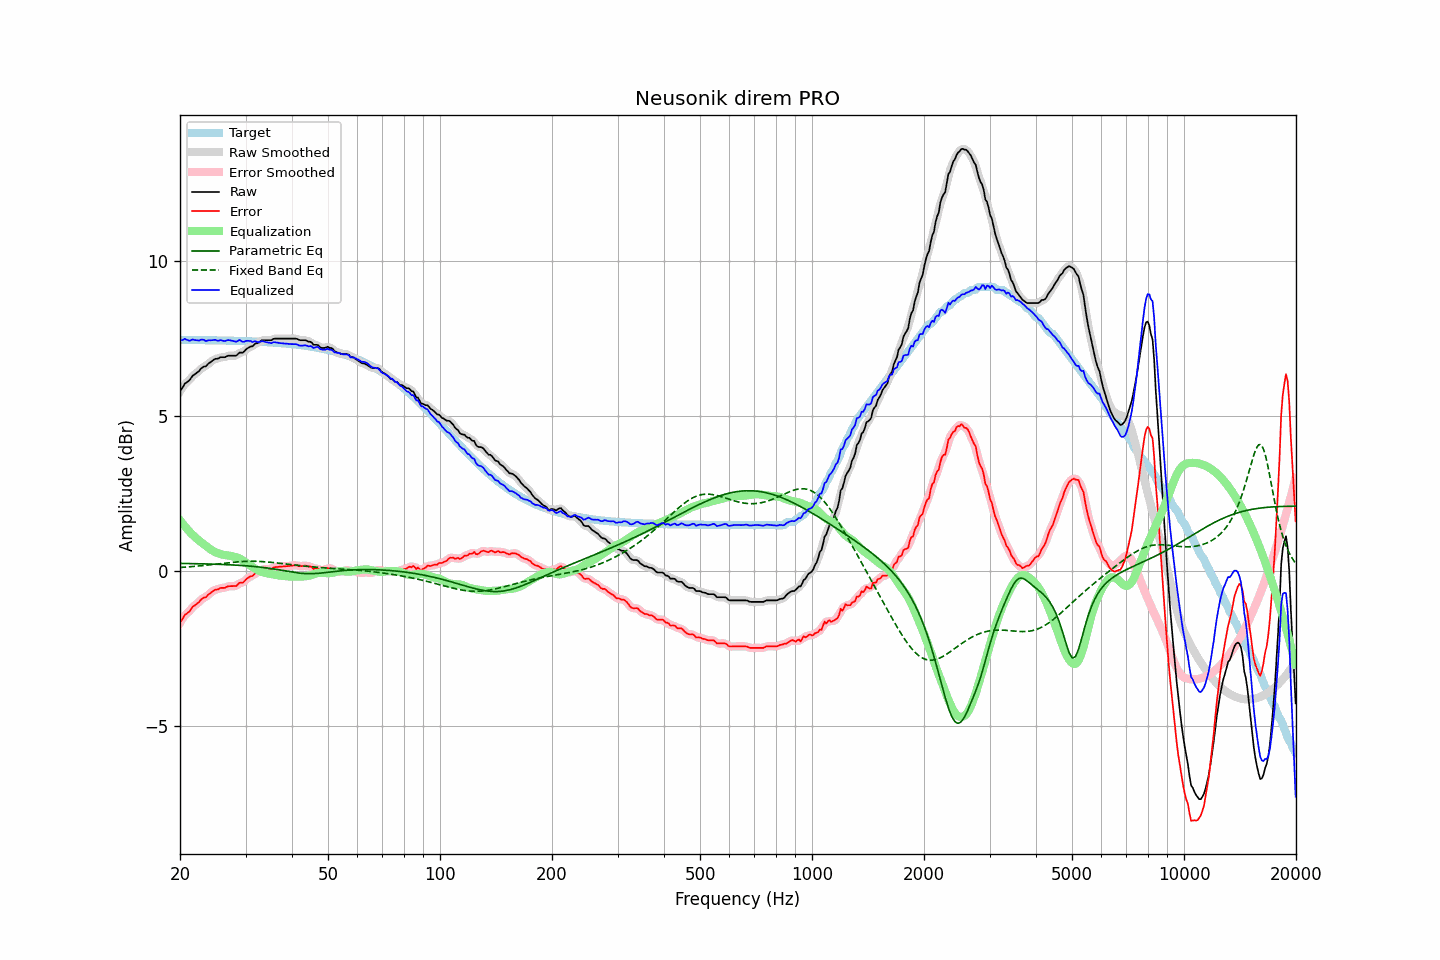 Neusonik direm PRO
Target
Raw Smoothed
Error Smoothed
Raw
Error
Equalization
Parametric Eq
Fixed Band Eq
Equalized
10
5
0
−5
Amplitude (dBr)
20 50 100 200 500 1000 2000 5000 10000 20000
Frequency (Hz)